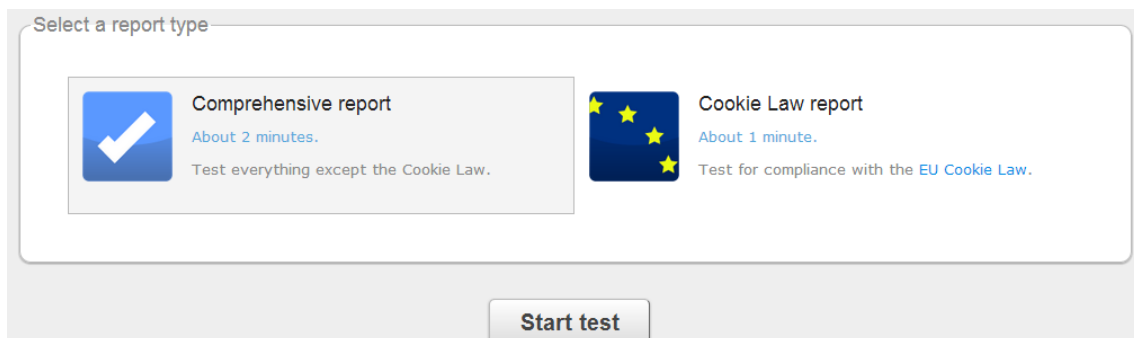 Select a report type
Comprehensive report
About 2 minutes.
Test everything except the Cookie Law.
Cookie Law report
About 1 minute.
Test for compliance with the EU Cookie Law.
Start test